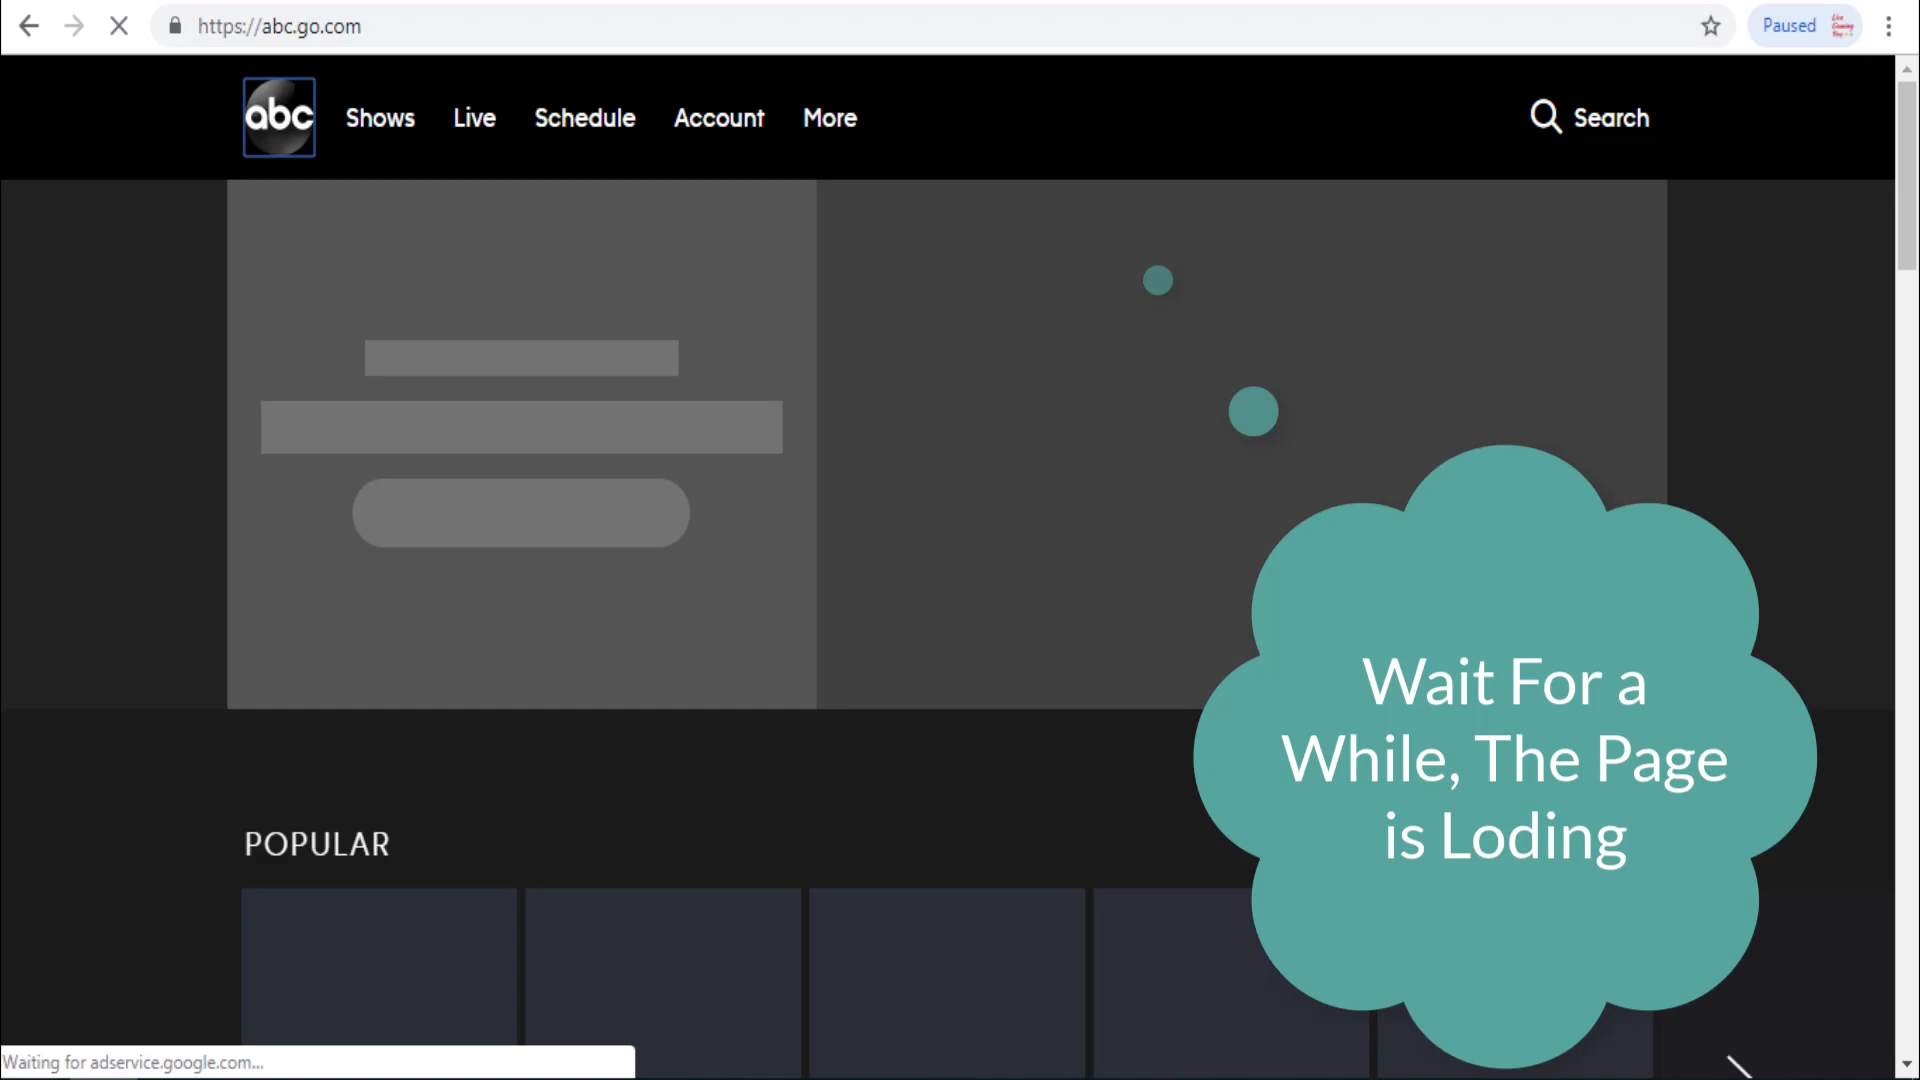 https://abc.go.com
Paused
abc
Shows
Live
Schedule
Account
More
Search
Wait For a
While, The Page
is Loding
POPULAR
Waiting for adservice.google.com...